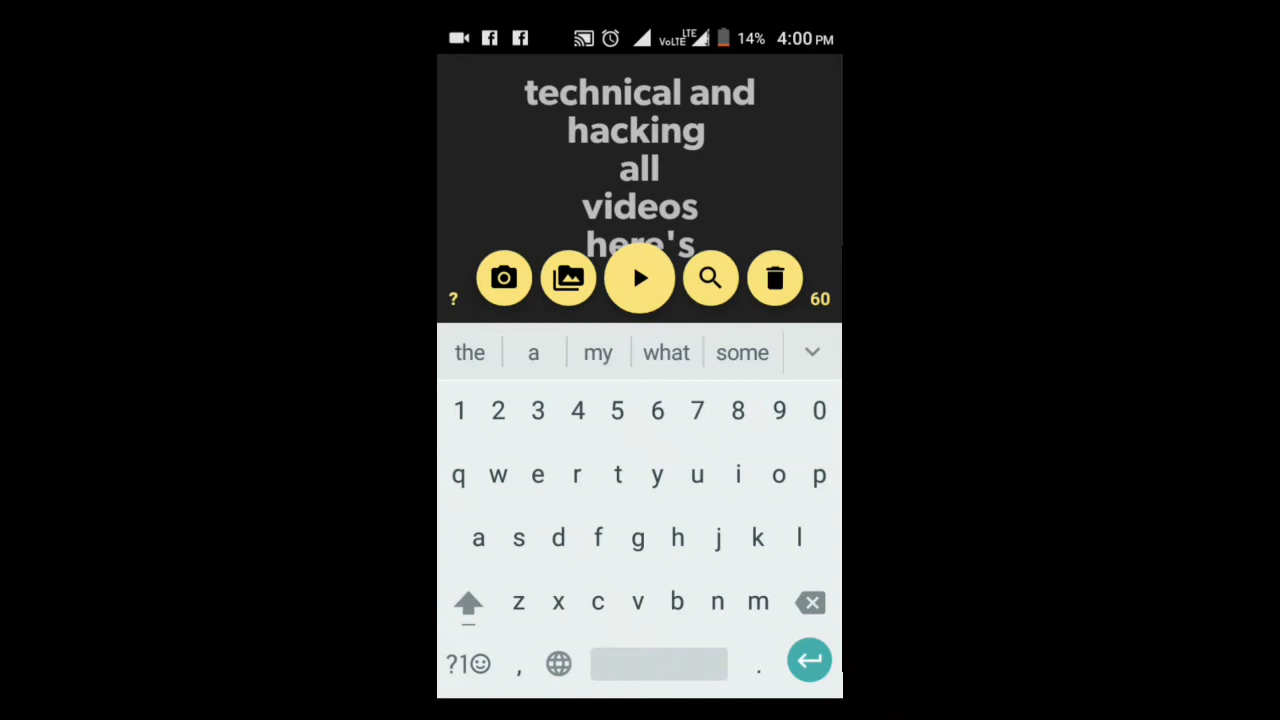 VoLTE LTE 14% 4:00 PM
technical and
hacking
all
videos
here's
? 60
the a my what some
1 2 3 4 5 6 7 8 9 0
q w e r t y u i o p
a s d f g h j k l
z x c v b n m
?1 , .